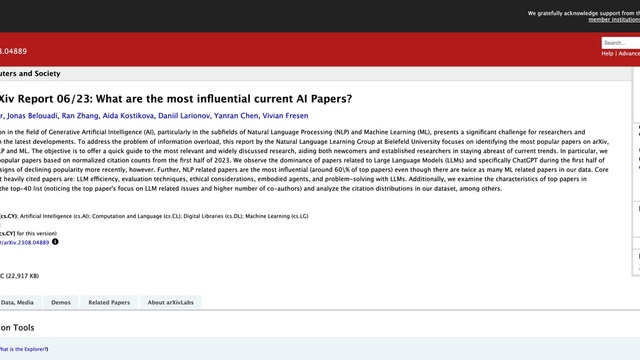 We gratefully acknowledge support from th
member institutions
8.04889
Search...
Help | Advance
uters and Society
Xiv Report 06/23: What are the most influential current AI Papers?
r, Jonas Belouadi, Ran Zhang, Aida Kostikova, Daniil Larionov, Yanran Chen, Vivian Fresen
on in the field of Generative Artificial Intelligence (AI), particularly in the subfields of Natural Language Processing (NLP) and Machine Learning (ML), presents a significant challenge for researchers and
n the latest developments. To address the problem of information overload, this report by the Natural Language Learning Group at Bielefeld University focuses on identifying the most popular papers on arXiv,
LP and ML. The objective is to offer a quick guide to the most relevant and widely discussed research, aiding both newcomers and established researchers in staying abreast of current trends. In particular, we
popular papers based on normalized citation counts from the first half of 2023. We observe the dominance of papers related to Large Language Models (LLMs) and specifically ChatGPT during the first half of
signs of declining popularity more recently, however. Further, NLP related papers are the most influential (around 60\% of top papers) even though there are twice as many ML related papers in our data. Core
t heavily cited papers are: LLM efficiency, evaluation techniques, ethical considerations, embodied agents, and problem-solving with LLMs. Additionally, we examine the characteristics of top papers in
the top-40 list (noticing the top paper's focus on LLM related issues and higher number of co-authors) and analyze the citation distributions in our dataset, among others.
(cs.CY); Artificial Intelligence (cs.AI); Computation and Language (cs.CL); Digital Libraries (cs.DL); Machine Learning (cs.LG)
cs.CY] for this version)
0/arXiv.2308.04889
C (22,917 KB)
Data, Media
Demos
Related Papers
About arXivLabs
on Tools
hat is the Explorer?)